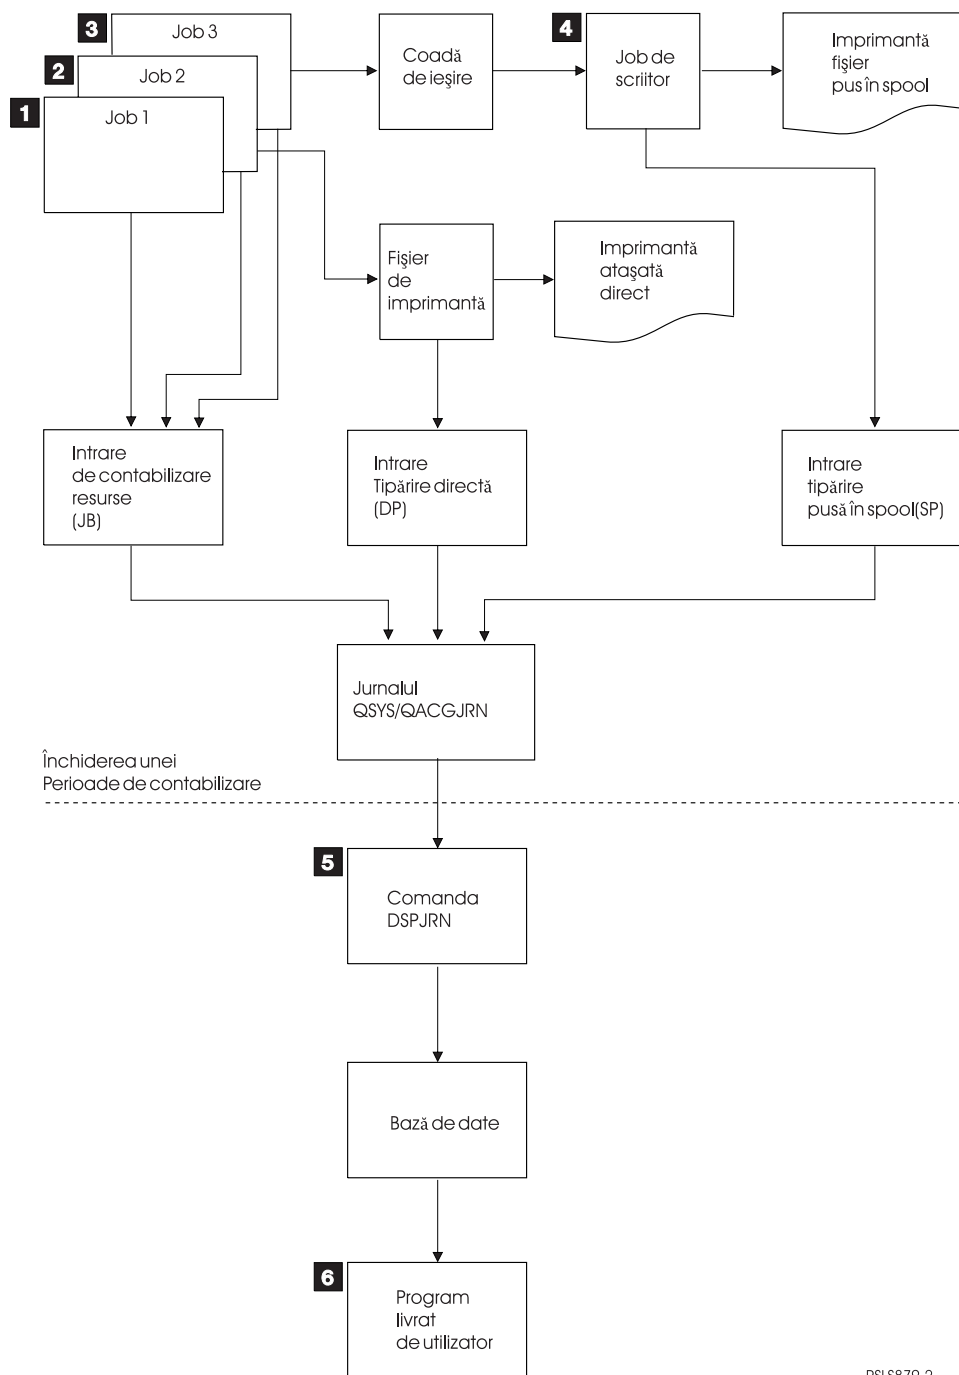 3
Job 3
2
Job 2
1
Job 1
Coadă
de ieşire
4
Job de
scriitor
Imprimantă
fişier
pus în spool
Fişier
de
imprimantă
Imprimantă
ataşată
direct
Intrare
de contabilizare
resurse
(JB)
Intrare
Tipărire directă
(DP)
Intrare
tipărire
pusă în spool(SP)
Jurnalul
QSYS/QACGJRN
Închiderea unei
Perioade de contabilizare
5
Comanda
DSPJRN
Bază de date
6
Program
livrat
de utilizator